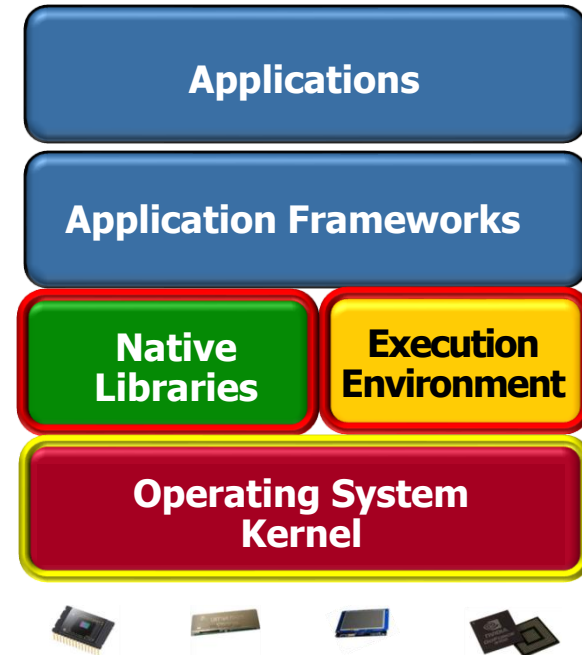 Applications
Application Frameworks
Native
Libraries
Execution
Environment
Operating System
Kernel